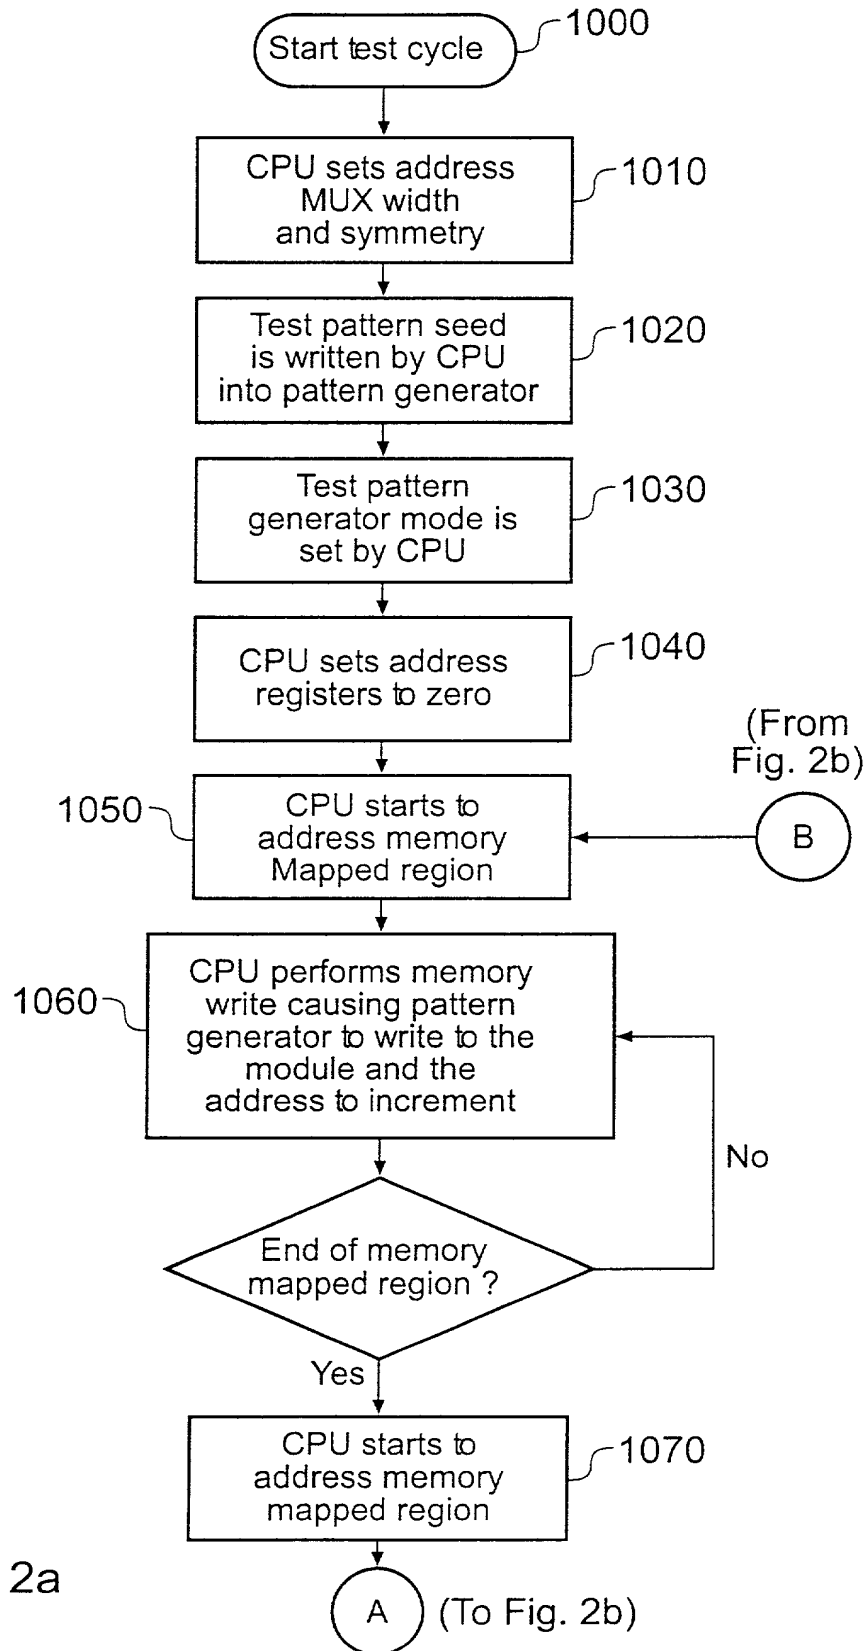 Start test cycle
1000
CPU sets address
MUX width
and symmetry
1010
Test pattern seed
is written by CPU
into pattern generator
1020
Test pattern
generator mode is
set by CPU
1030
CPU sets address
registers to zero
1040
(From
Fig. 2b)
B
1050
CPU starts to
address memory
Mapped region
1060
CPU performs memory
write causing pattern
generator to write to the
module and the
address to increment
No
End of memory
mapped region ?
Yes
CPU starts to
address memory
mapped region
1070
2a
A
(To Fig. 2b)